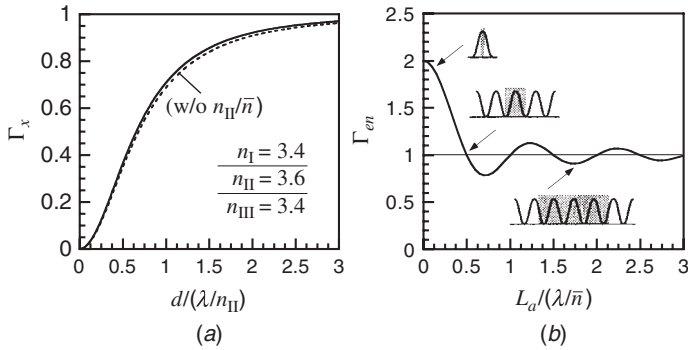 1
0.8
0.6
0.4
0.2
0
Γx
(w/o nII/n̄)
nI = 3.4
nII = 3.6
nIII = 3.4
0 0.5 1 1.5 2 2.5 3
d/(λ/nII)
(a)
2.5
2
1.5
1
0.5
0
Γen
0 0.5 1 1.5 2 2.5 3
La/(λ/n̄)
(b)